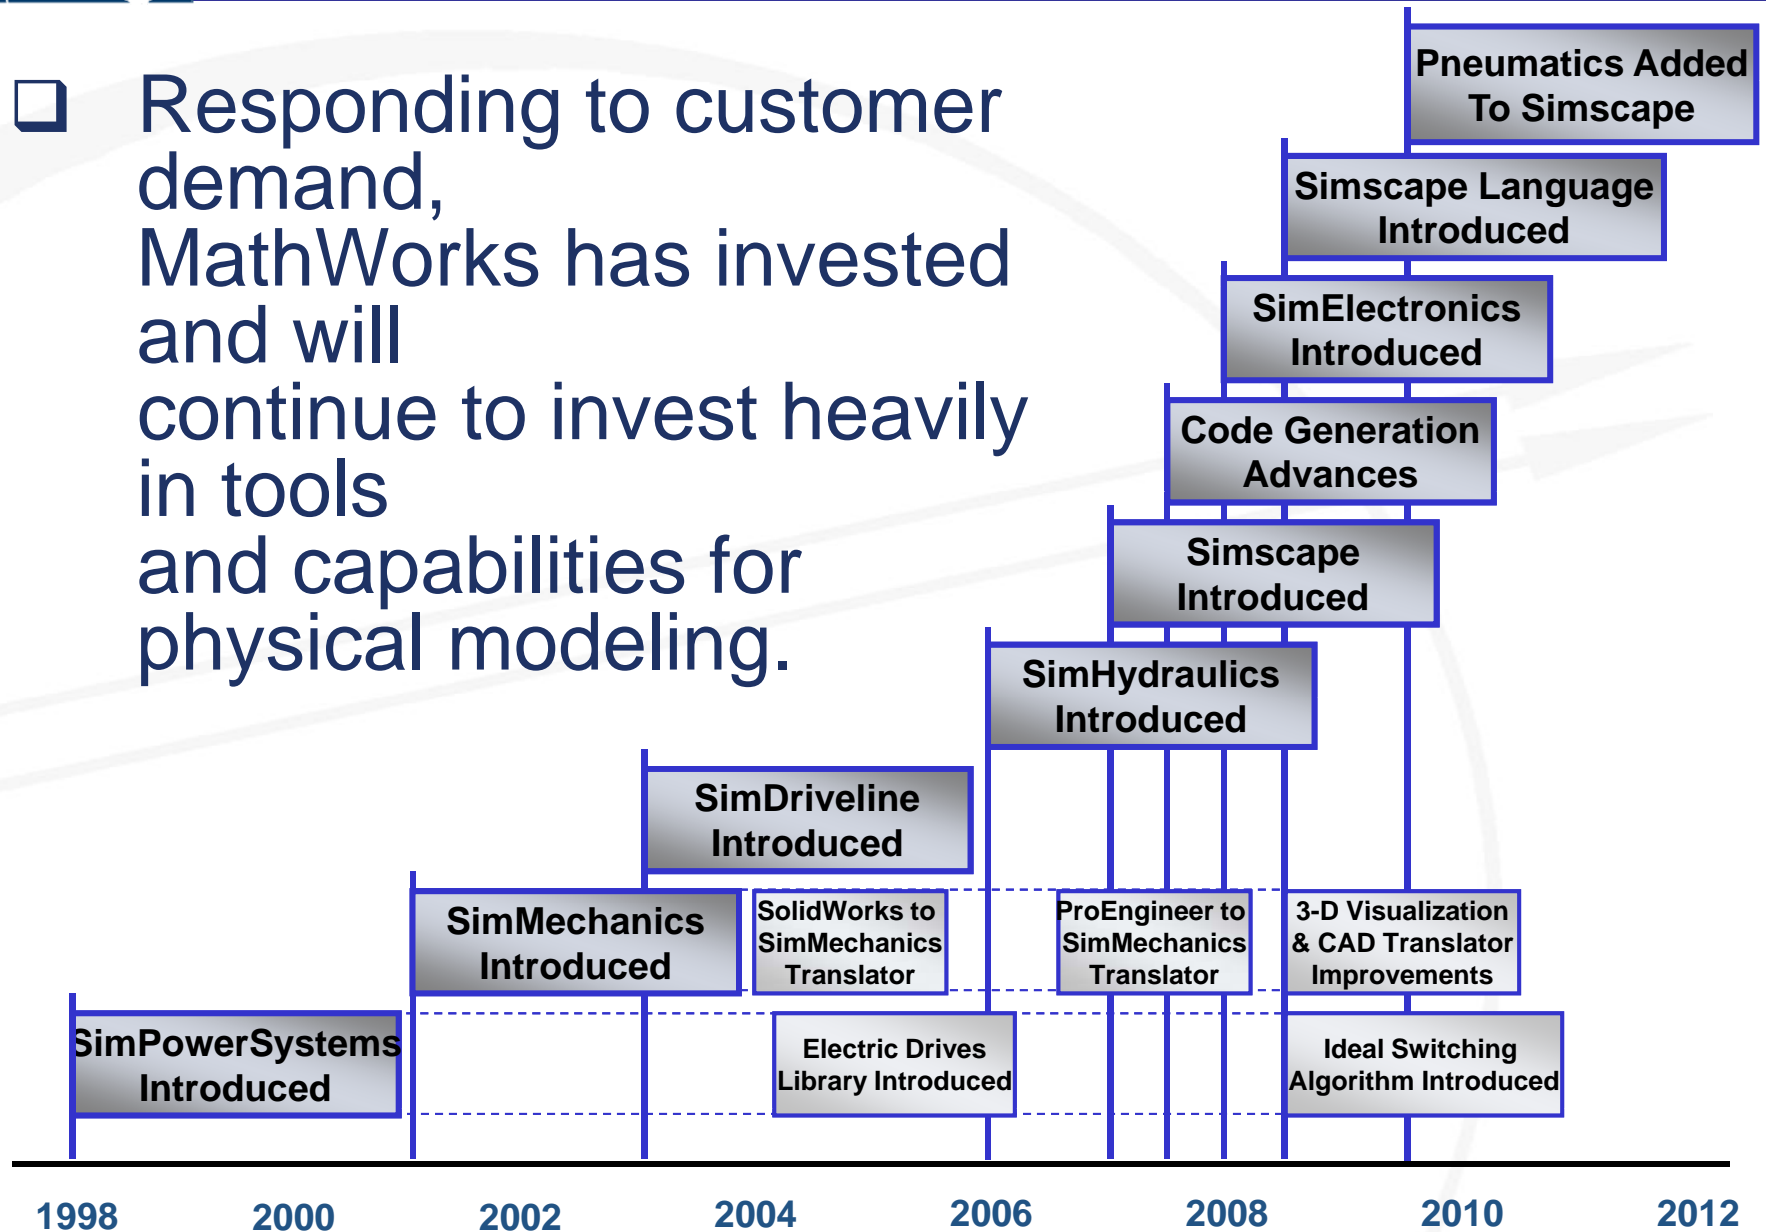 Responding to customer
demand,
MathWorks has invested
and will
continue to invest heavily
in tools
and capabilities for
physical modeling.
Pneumatics Added
To Simscape
Simscape Language
Introduced
SimElectronics
Introduced
Code Generation
Advances
Simscape
Introduced
SimHydraulics
Introduced
SimDriveline
Introduced
SimMechanics
Introduced
SolidWorks to
SimMechanics
Translator
ProEngineer to
SimMechanics
Translator
3-D Visualization
& CAD Translator
Improvements
SimPowerSystems
Introduced
Electric Drives
Library Introduced
Ideal Switching
Algorithm Introduced
1998 2000 2002 2004 2006 2008 2010 2012